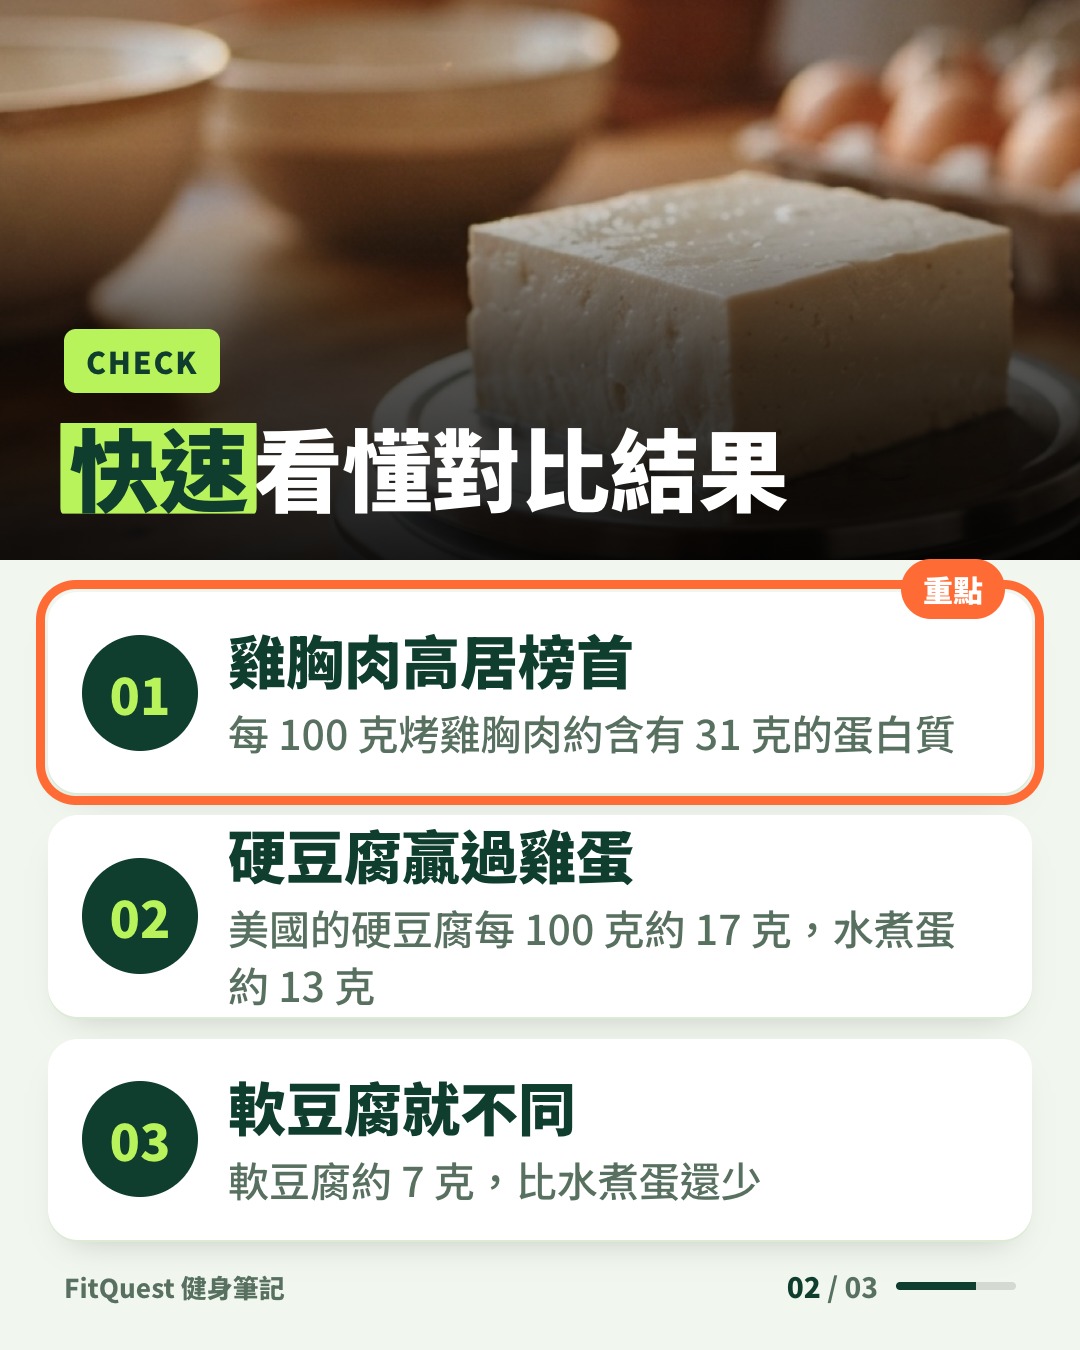 CHECK
快速看懂對比結果
重點
01
雞胸肉高居榜首
每 100 克烤雞胸肉約含有 31 克的蛋白質
02
硬豆腐贏過雞蛋
美國的硬豆腐每 100 克約 17 克，水煮蛋
約 13 克
03
軟豆腐就不同
軟豆腐約 7 克，比水煮蛋還少
FitQuest 健身筆記
02 / 03